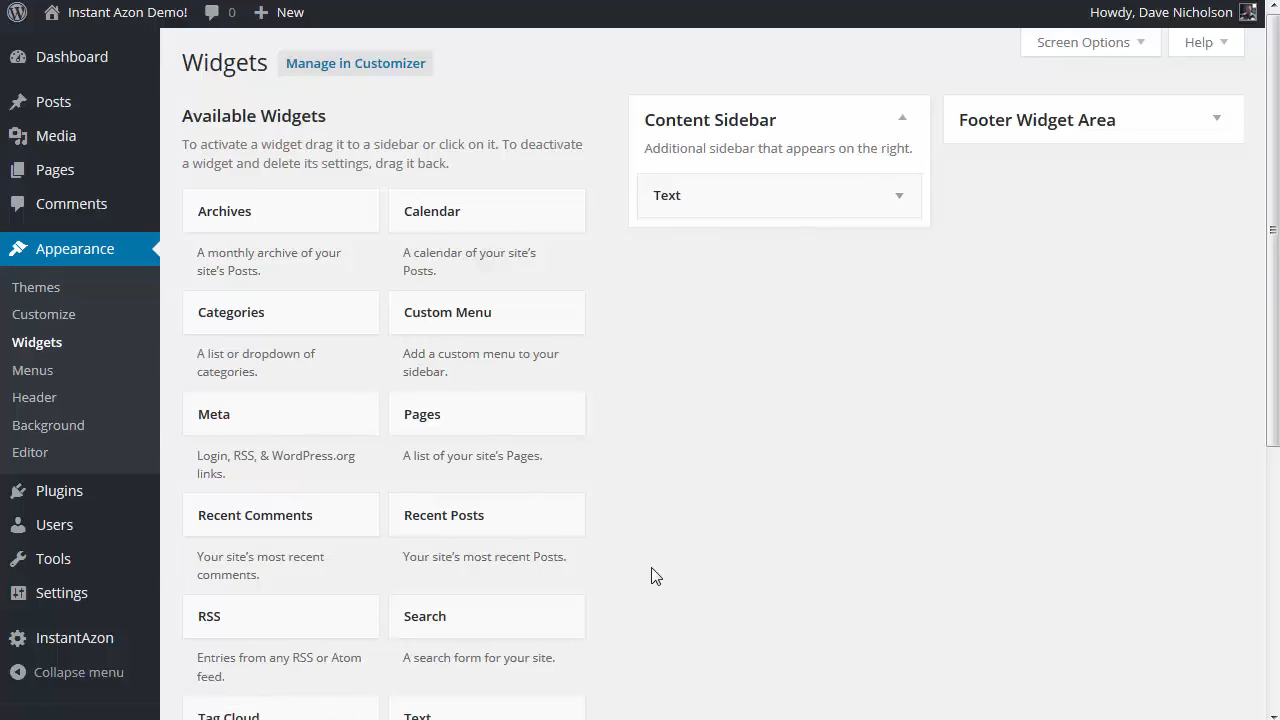 Instant Azon Demo! 0 New Howdy, Dave Nicholson
Screen Options Help
Dashboard
Posts
Media
Pages
Comments
Appearance
Themes
Customize
Widgets
Menus
Header
Background
Editor
Plugins
Users
Tools
Settings
InstantAzon
Collapse menu
Widgets Manage in Customizer
Available Widgets
To activate a widget drag it to a sidebar or click on it. To deactivate
a widget and delete its settings, drag it back.
Archives Calendar
A monthly archive of your A calendar of your site's
site's Posts. Posts.
Categories Custom Menu
A list or dropdown of Add a custom menu to your
categories. sidebar.
Meta Pages
Login, RSS, & WordPress.org A list of your site's Pages.
links.
Recent Comments Recent Posts
Your site's most recent Your site's most recent Posts.
comments.
RSS Search
Entries from any RSS or Atom A search form for your site.
feed.
Tag Cloud Text
Content Sidebar
Additional sidebar that appears on the right.
Text
Footer Widget Area